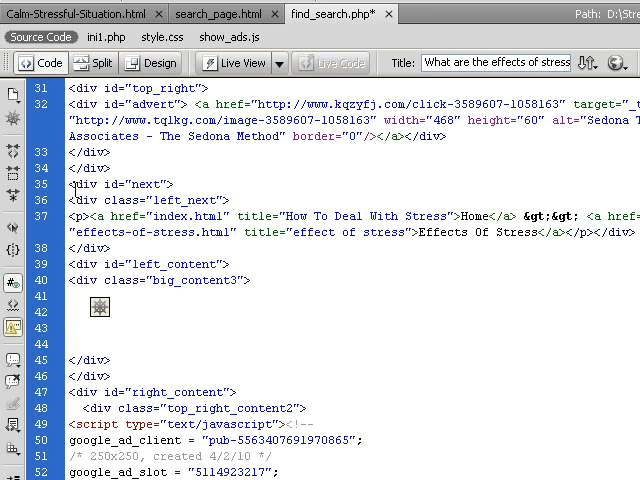 Calm-Stressful-Situation.html × search_page.html × find_search.php* × Path: D:\Stre
Source Code ini1.php style.css show_ads.js
Code Split Design Live View Live Code Title: What are the effects of stress
31 <div id="top_right">
32 <div id="advert"> <a href="http://www.kqzyfj.com/click-3589607-1058163" target="_t
"http://www.tqlkg.com/image-3589607-1058163" width="468" height="60" alt="Sedona T
Associates - The Sedona Method" border="0"/></a></div>
33 </div>
34 </div>
35 <div id="next">
36 <div class="left_next">
37 <p><a href="index.html" title="How To Deal With Stress">Home</a> &gt;&gt; <a href
"effects-of-stress.html" title="effect of stress">Effects Of Stress</a></p></div>
38 </div>
39 <div id="left_content">
40 <div class="big_content3">
41
42
43
44
45 </div>
46 </div>
47 <div id="right_content">
48 <div class="top_right_content2">
49 <script type="text/javascript"><!--
50 google_ad_client = "pub-5563407691970865";
51 /* 250x250, created 4/2/10 */
52 google_ad_slot = "5114923217";